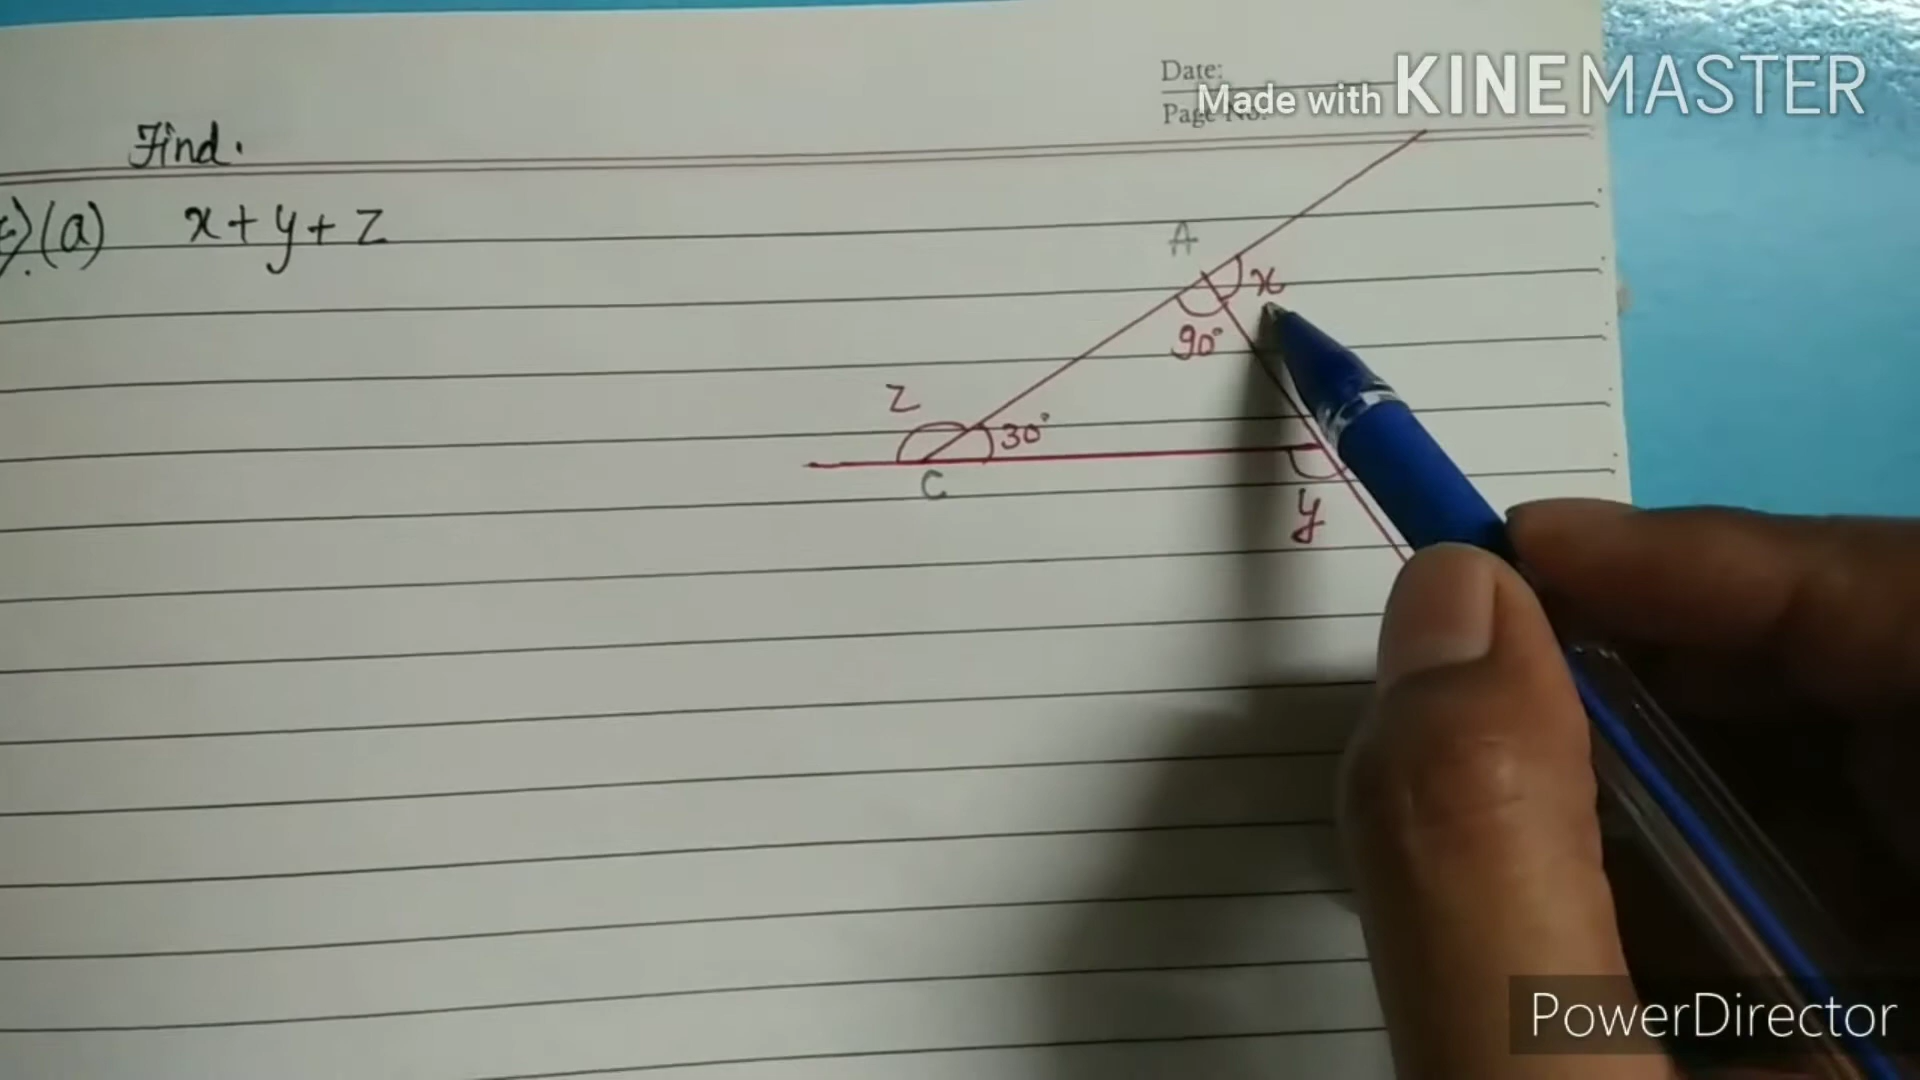 Date:
Page No.
Made with KINEMASTER
Find.
(a) x+y+z
A
x
90°
z
30°
C
y
PowerDirector